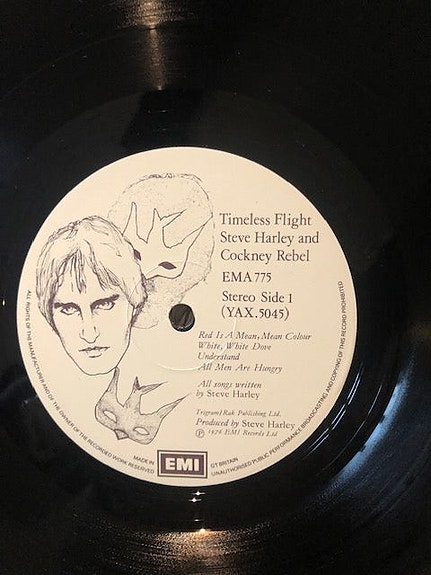 Timeless Flight
Steve Harley and
Cockney Rebel
EMA 775
Stereo Side 1
(YAX.5045)
Red Is A Mean, Mean Colour
White, White Dove
Understand
All Men Are Hungry
All songs written
by Steve Harley
Trigram/Rak Publishing Ltd.
Produced by Steve Harley
℗ 1976 EMI Records Ltd
ALL RIGHTS OF THE MANUFACTURER AND OF THE OWNER OF THE RECORDED WORK RESERVED
MADE IN
EMI
GT BRITAIN
UNAUTHORISED PUBLIC PERFORMANCE BROADCASTING AND COPYING OF THIS RECORD PROHIBITED